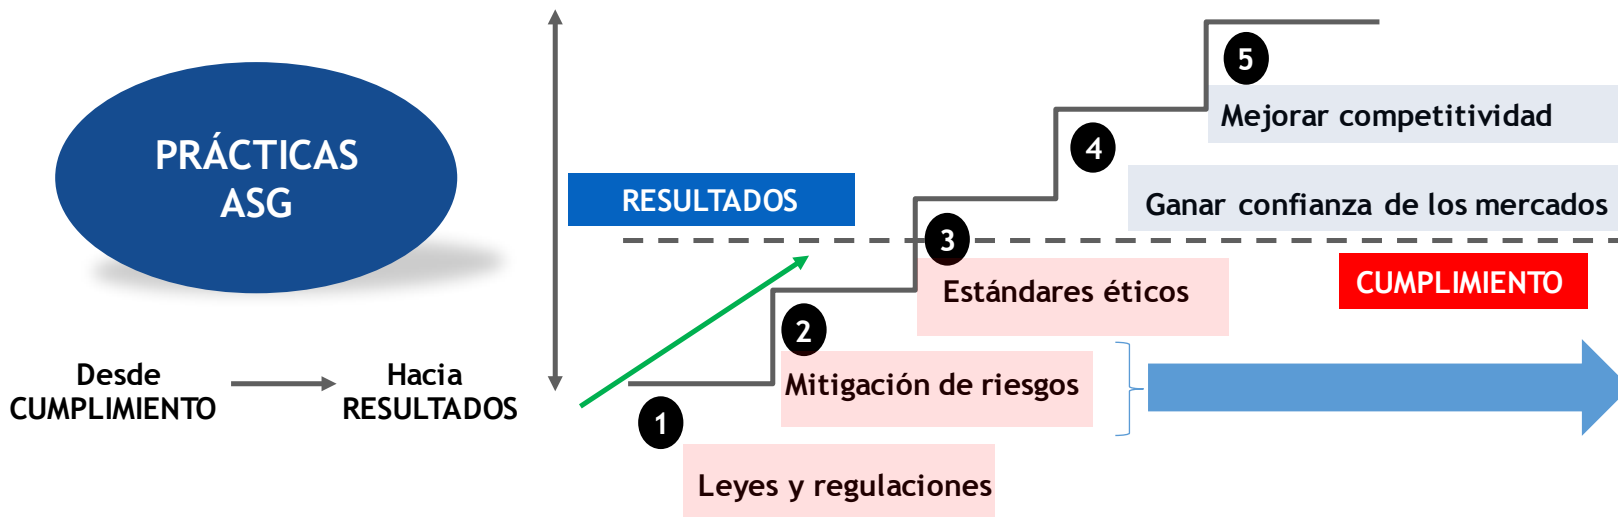 PRÁCTICAS
ASG
Desde
CUMPLIMIENTO
Hacia
RESULTADOS
RESULTADOS
5
Mejorar competitividad
4
Ganar confianza de los mercados
3
CUMPLIMIENTO
Estándares éticos
2
Mitigación de riesgos
1
Leyes y regulaciones